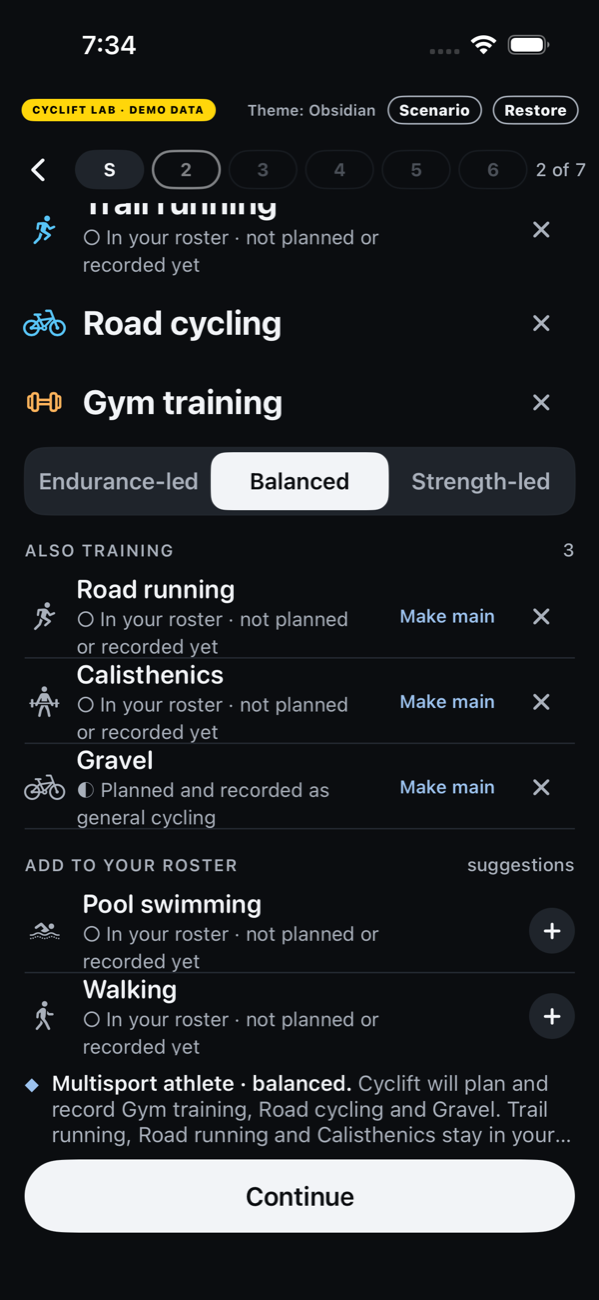 7:34
CYCLIFT LAB · DEMO DATA
Theme: Obsidian
Scenario
Restore
S
2
3
4
5
6
2 of 7
Trail running
○ In your roster · not planned or
recorded yet
Road cycling
Gym training
Endurance-led
Balanced
Strength-led
ALSO TRAINING
3
Road running
○ In your roster · not planned
or recorded yet
Make main
Calisthenics
○ In your roster · not planned
or recorded yet
Make main
Gravel
◐ Planned and recorded as
general cycling
Make main
ADD TO YOUR ROSTER
suggestions
Pool swimming
○ In your roster · not planned or
recorded yet
Walking
○ In your roster · not planned or
recorded yet
Multisport athlete · balanced. Cyclift will plan and
record Gym training, Road cycling and Gravel. Trail
running, Road running and Calisthenics stay in your...
Continue